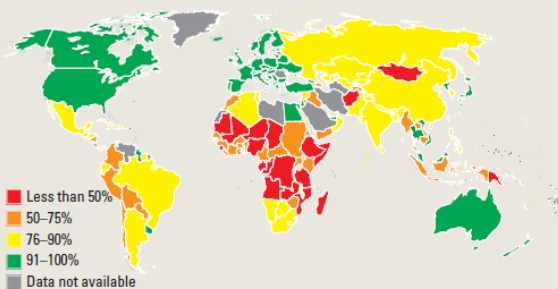 Less than 50%
50–75%
76–90%
91–100%
Data not available